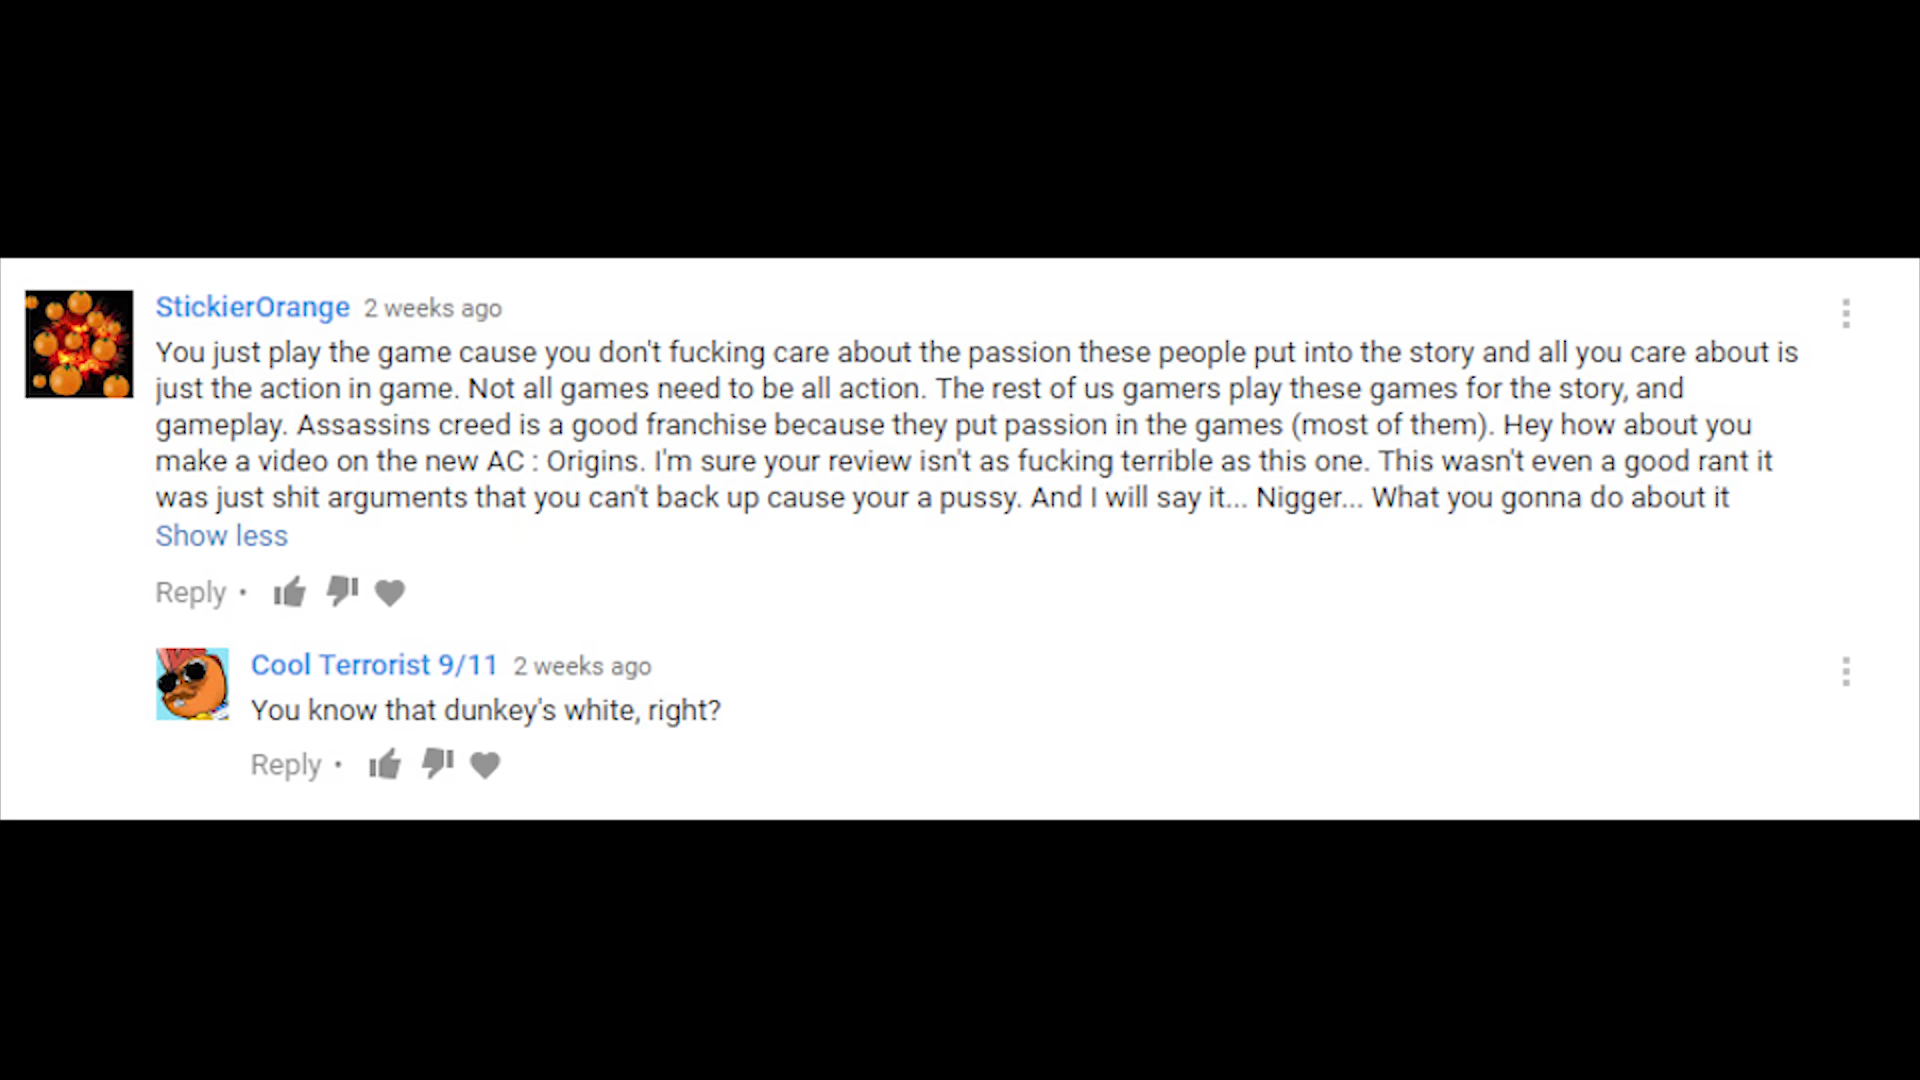 StickierOrange 2 weeks ago
You just play the game cause you don't fucking care about the passion these people put into the story and all you care about is
just the action in game. Not all games need to be all action. The rest of us gamers play these games for the story, and
gameplay. Assassins creed is a good franchise because they put passion in the games (most of them). Hey how about you
make a video on the new AC : Origins. I'm sure your review isn't as fucking terrible as this one. This wasn't even a good rant it
was just shit arguments that you can't back up cause your a pussy. And I will say it... Nigger... What you gonna do about it
Show less
Reply •
Cool Terrorist 9/11 2 weeks ago
You know that dunkey's white, right?
Reply •